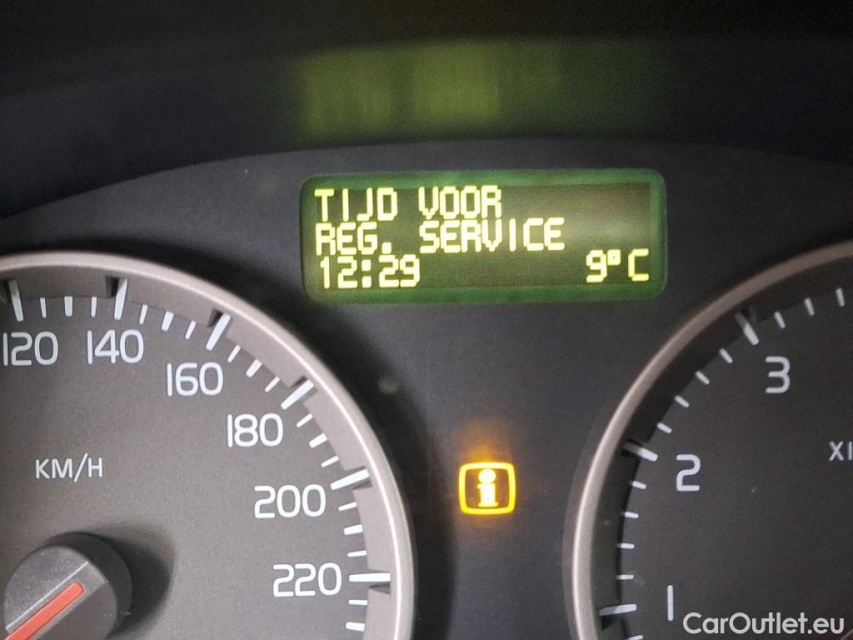 TIJD VOOR
REG. SERVICE
12:29 9°C
120 140 160 180 200 220
KM/H
i
3
2
1
X1
CarOutlet.eu